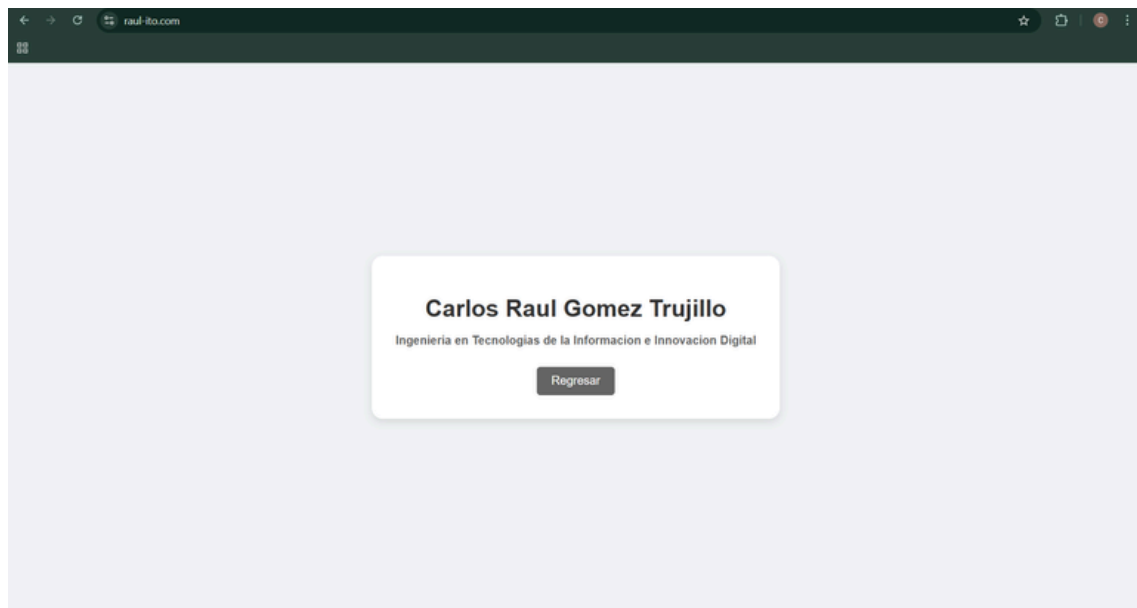 raul-ito.com
Carlos Raul Gomez Trujillo
Ingenieria en Tecnologias de la Informacion e Innovacion Digital
Regresar